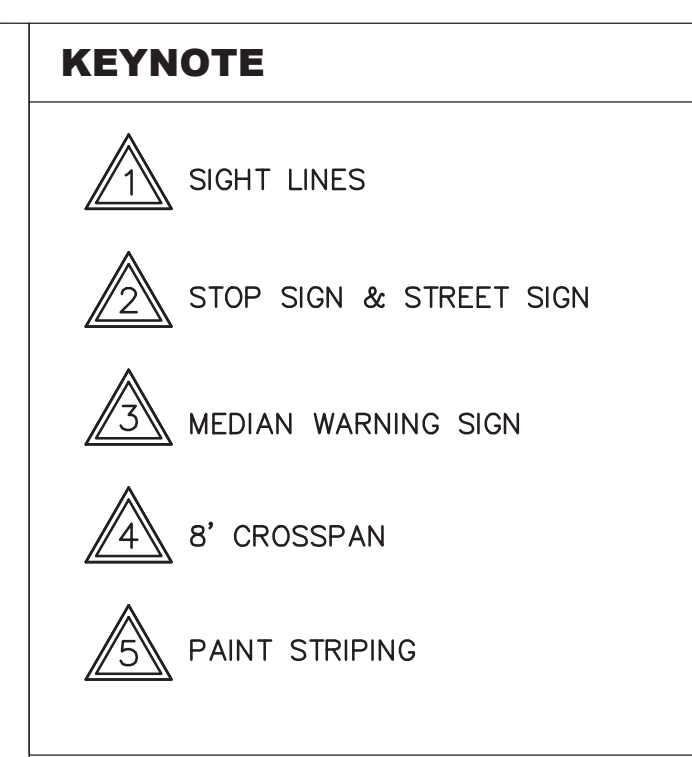 KEYNOTE
1 SIGHT LINES
2 STOP SIGN & STREET SIGN
3 MEDIAN WARNING SIGN
4 8' CROSSPAN
5 PAINT STRIPING